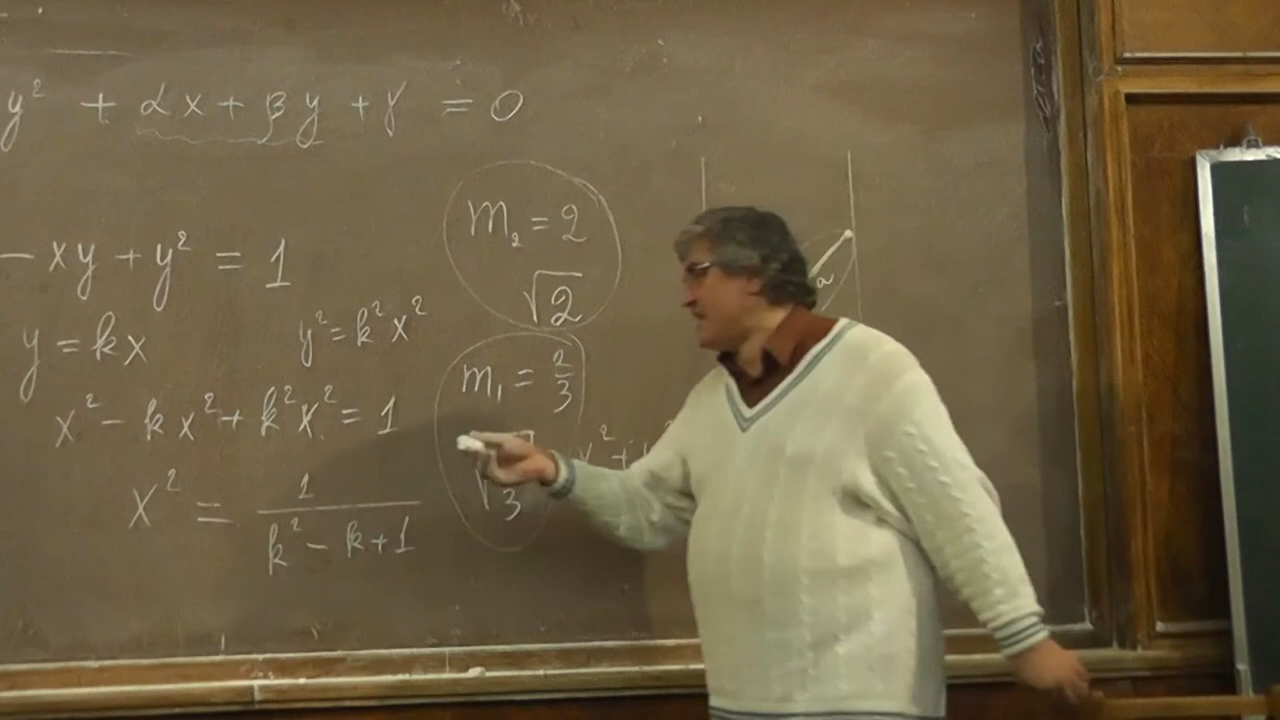 y² + αx + βy + γ = 0
- xy + y² = 1
y = kx
y² = k²x²
x² - kx² + k²x² = 1
x² = 1/(k² - k + 1)
m₂ = 2
√2
m₁ = 2/3
3
a